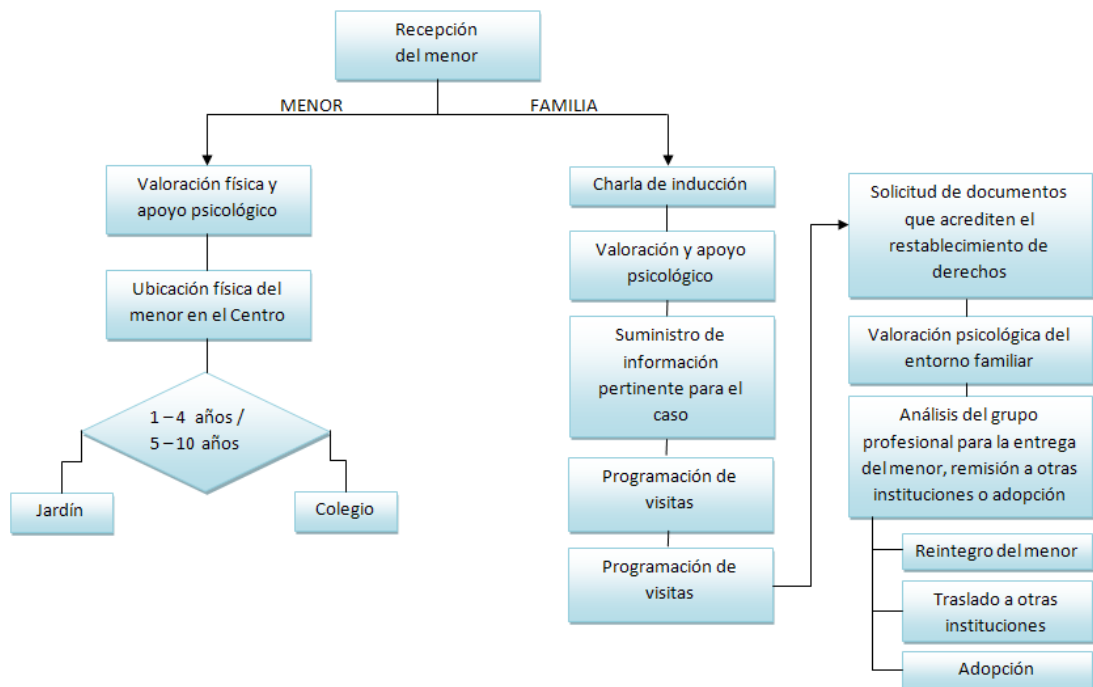 Recepción
del menor
MENOR
FAMILIA
Valoración física y
apoyo psicológico
Ubicación física del
menor en el Centro
1 – 4 años /
5 – 10 años
Jardín
Colegio
Charla de inducción
Valoración y apoyo
psicológico
Suministro de
información
pertinente para el
caso
Programación de
visitas
Programación de
visitas
Solicitud de documentos
que acrediten el
restablecimiento de
derechos
Valoración psicológica del
entorno familiar
Análisis del grupo
profesional para la entrega
del menor, remisión a otras
instituciones o adopción
Reintegro del menor
Traslado a otras
instituciones
Adopción